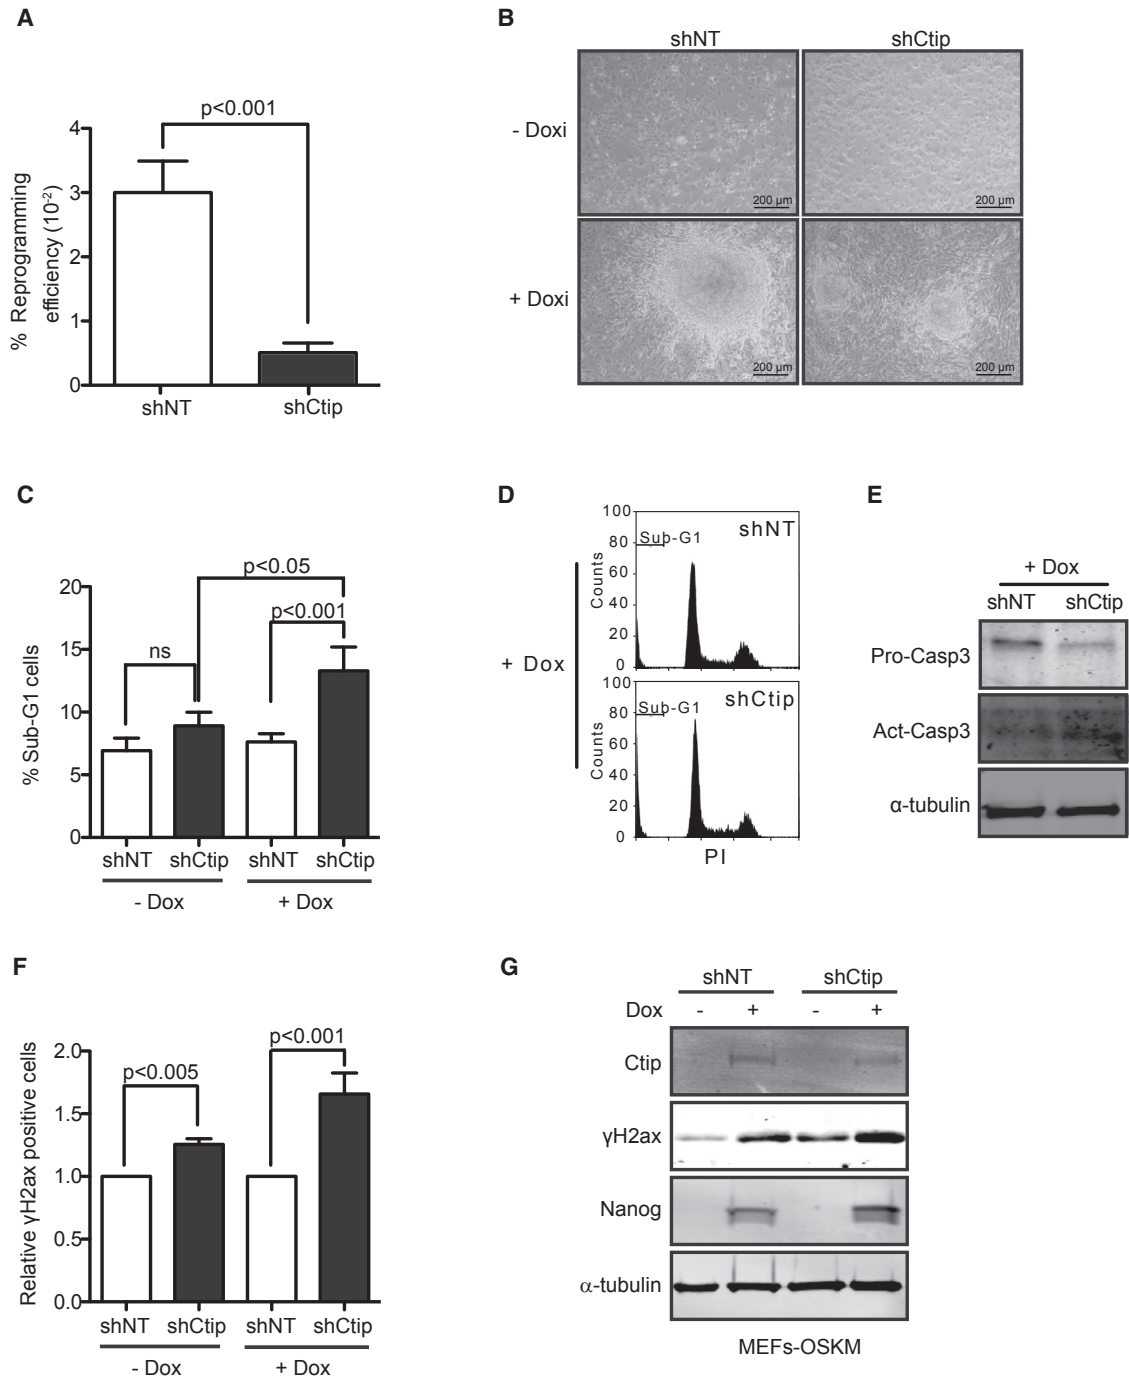 A
p<0.001
4
3
2
1
0
% Reprogramming
efficiency (10⁻²)
shNT
shCtip
B
shNT
shCtip
- Doxi
200 µm
200 µm
+ Doxi
200 µm
200 µm
C
p<0.05
p<0.001
ns
20
15
10
5
0
% Sub-G1 cells
shNT shCtip shNT shCtip
- Dox
+ Dox
D
+ Dox
100
80
60
40
20
0
Counts
Sub-G1
shNT
100
80
60
40
20
0
Counts
Sub-G1
shCtip
PI
E
+ Dox
shNT shCtip
Pro-Casp3
Act-Casp3
α-tubulin
F
p<0.001
p<0.005
2.0
1.5
1.0
0.5
0.0
Relative γH2ax positive cells
shNT shCtip shNT shCtip
- Dox
+ Dox
G
shNT shCtip
Dox - + - +
Ctip
γH2ax
Nanog
α-tubulin
MEFs-OSKM